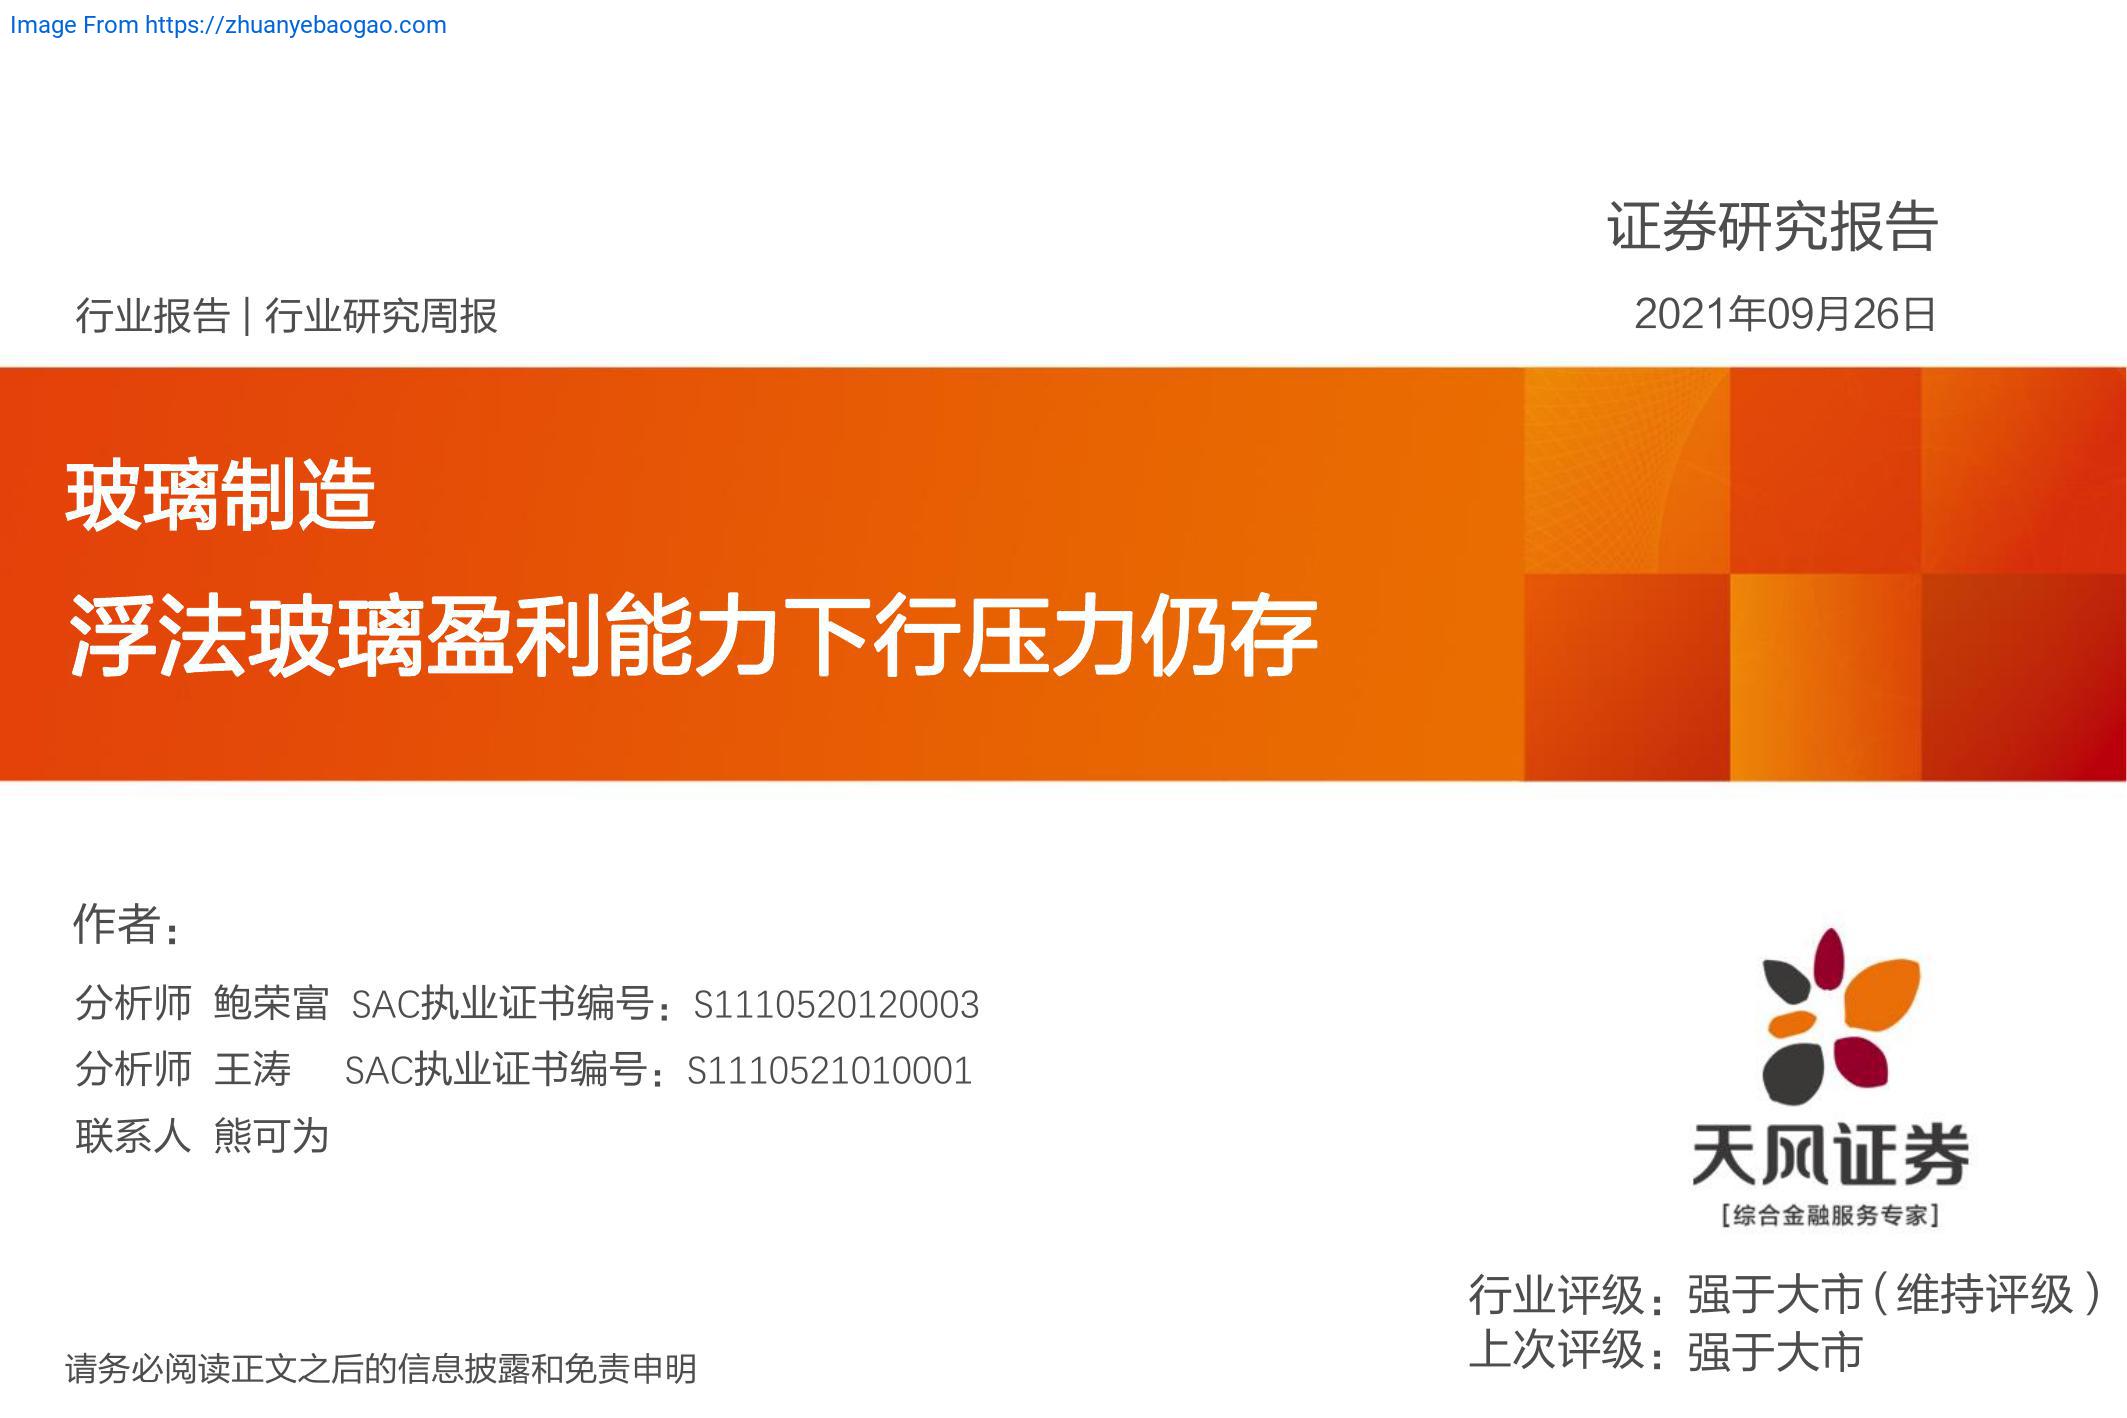 Image From https://zhuanyebaogao.com
证券研究报告
行业报告 | 行业研究周报
2021年09月26日
玻璃制造
浮法玻璃盈利能力下行压力仍存
作者：
分析师 鲍荣富 SAC执业证书编号：S1110520120003
分析师 王涛 SAC执业证书编号：S1110521010001
联系人 熊可为
天风证券
[综合金融服务专家]
行业评级：强于大市（维持评级）
上次评级：强于大市
请务必阅读正文之后的信息披露和免责申明